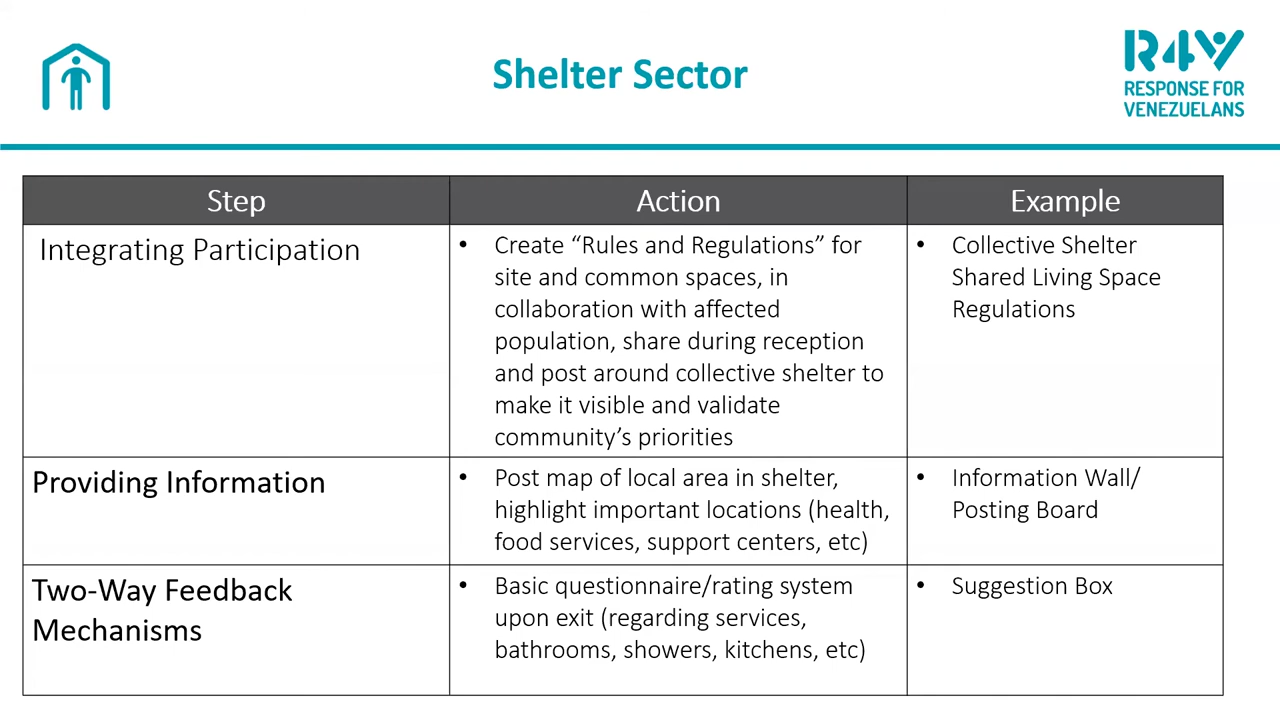 Shelter Sector
R4V
RESPONSE FOR
VENEZUELANS
Step
Action
Example
Integrating Participation
• Create “Rules and Regulations” for
site and common spaces, in
collaboration with affected
population, share during reception
and post around collective shelter to
make it visible and validate
community’s priorities
• Collective Shelter
Shared Living Space
Regulations
Providing Information
• Post map of local area in shelter,
highlight important locations (health,
food services, support centers, etc)
• Information Wall/
Posting Board
Two-Way Feedback
Mechanisms
• Basic questionnaire/rating system
upon exit (regarding services,
bathrooms, showers, kitchens, etc)
• Suggestion Box